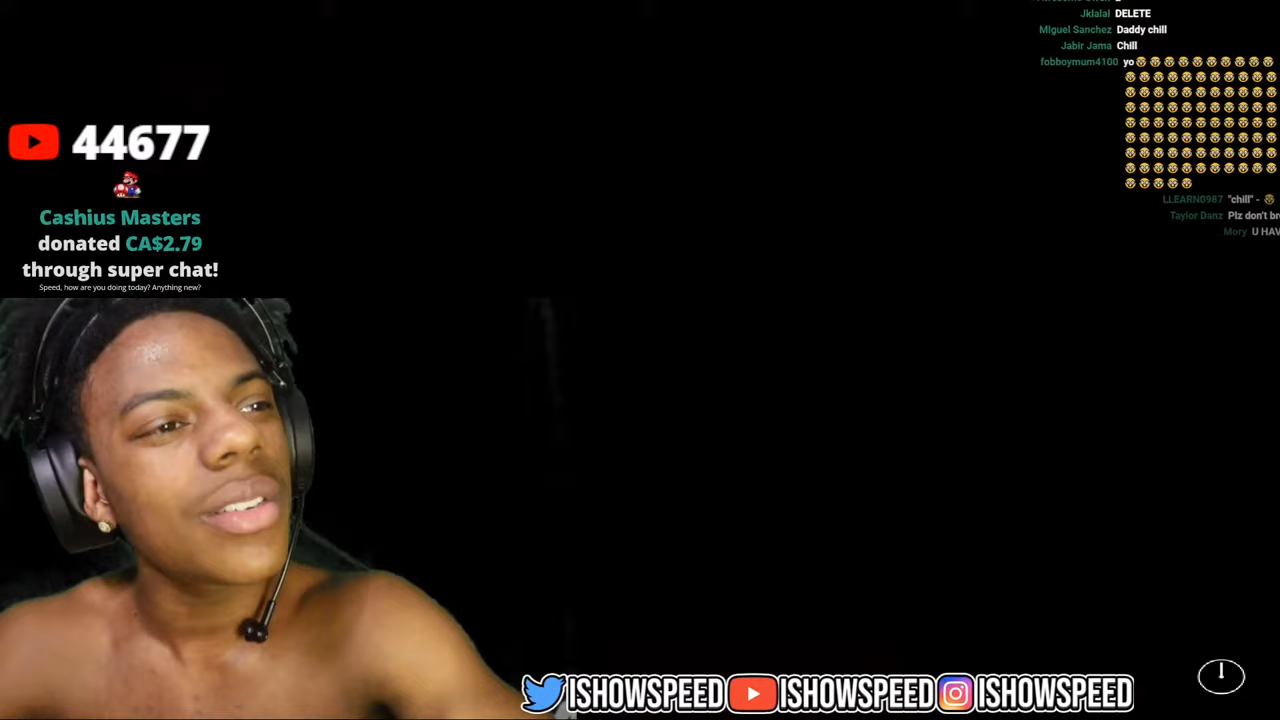 Jklalal DELETE
Miguel Sanchez Daddy chill
Jabir Jama Chill
fobboymum4100 yo
LLEARN0987 "chill" -
Taylor Danz Plz don't br
Mory U HAV
44677
Cashius Masters
donated CA$2.79
through super chat!
Speed, how are you doing today? Anything new?
ISHOWSPEED ISHOWSPEED ISHOWSPEED